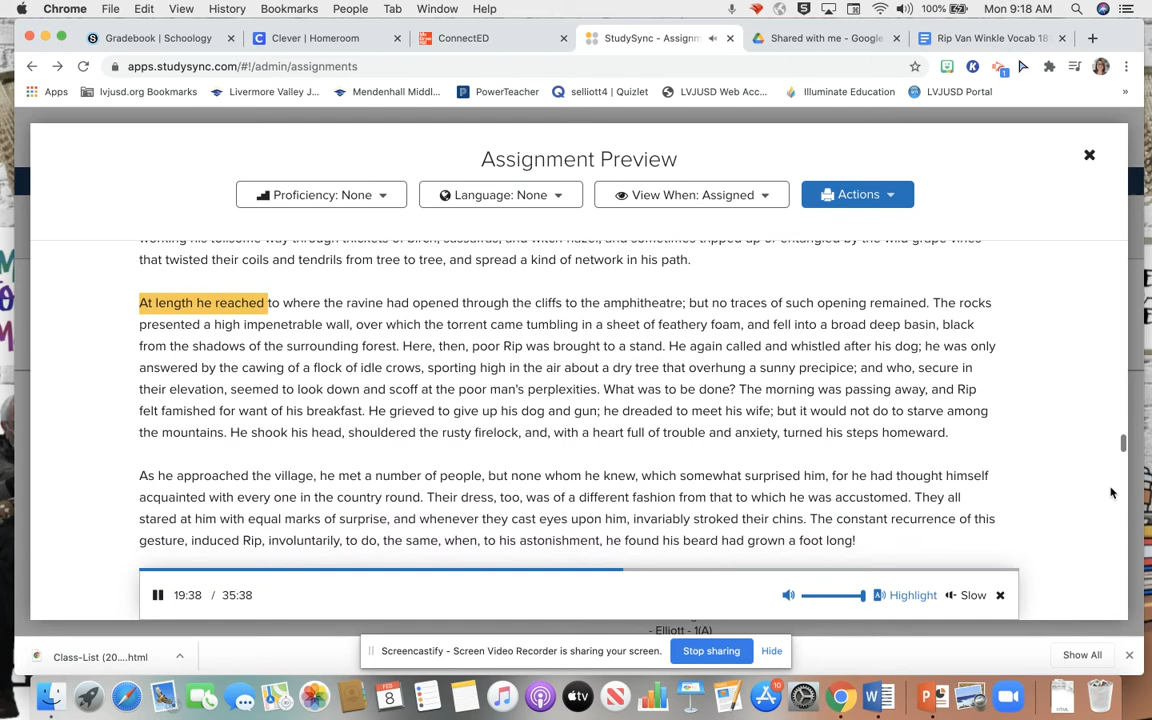 Chrome File Edit View History Bookmarks People Tab Window Help 100% Mon 9:18 AM
Gradebook | Schoology Clever | Homeroom ConnectED StudySync - Assignm Shared with me - Google Rip Van Winkle Vocab 18
apps.studysync.com/#!/admin/assignments
Apps lvjusd.org Bookmarks Livermore Valley J... Mendenhall Middl... PowerTeacher selliott4 | Quizlet LVJUSD Web Acc... Illuminate Education LVJUSD Portal »
Assignment Preview
Proficiency: None Language: None View When: Assigned Actions
that twisted their coils and tendrils from tree to tree, and spread a kind of network in his path.
At length he reached to where the ravine had opened through the cliffs to the amphitheatre; but no traces of such opening remained. The rocks
presented a high impenetrable wall, over which the torrent came tumbling in a sheet of feathery foam, and fell into a broad deep basin, black
from the shadows of the surrounding forest. Here, then, poor Rip was brought to a stand. He again called and whistled after his dog; he was only
answered by the cawing of a flock of idle crows, sporting high in the air about a dry tree that overhung a sunny precipice; and who, secure in
their elevation, seemed to look down and scoff at the poor man's perplexities. What was to be done? The morning was passing away, and Rip
felt famished for want of his breakfast. He grieved to give up his dog and gun; he dreaded to meet his wife; but it would not do to starve among
the mountains. He shook his head, shouldered the rusty firelock, and, with a heart full of trouble and anxiety, turned his steps homeward.
As he approached the village, he met a number of people, but none whom he knew, which somewhat surprised him, for he had thought himself
acquainted with every one in the country round. Their dress, too, was of a different fashion from that to which he was accustomed. They all
stared at him with equal marks of surprise, and whenever they cast eyes upon him, invariably stroked their chins. The constant recurrence of this
gesture, induced Rip, involuntarily, to do, the same, when, to his astonishment, he found his beard had grown a foot long!
19:38 / 35:38 Highlight Slow
- Elliott - 1(A)
Screencastify - Screen Video Recorder is sharing your screen. Stop sharing Hide
Class-List (20....html Show All